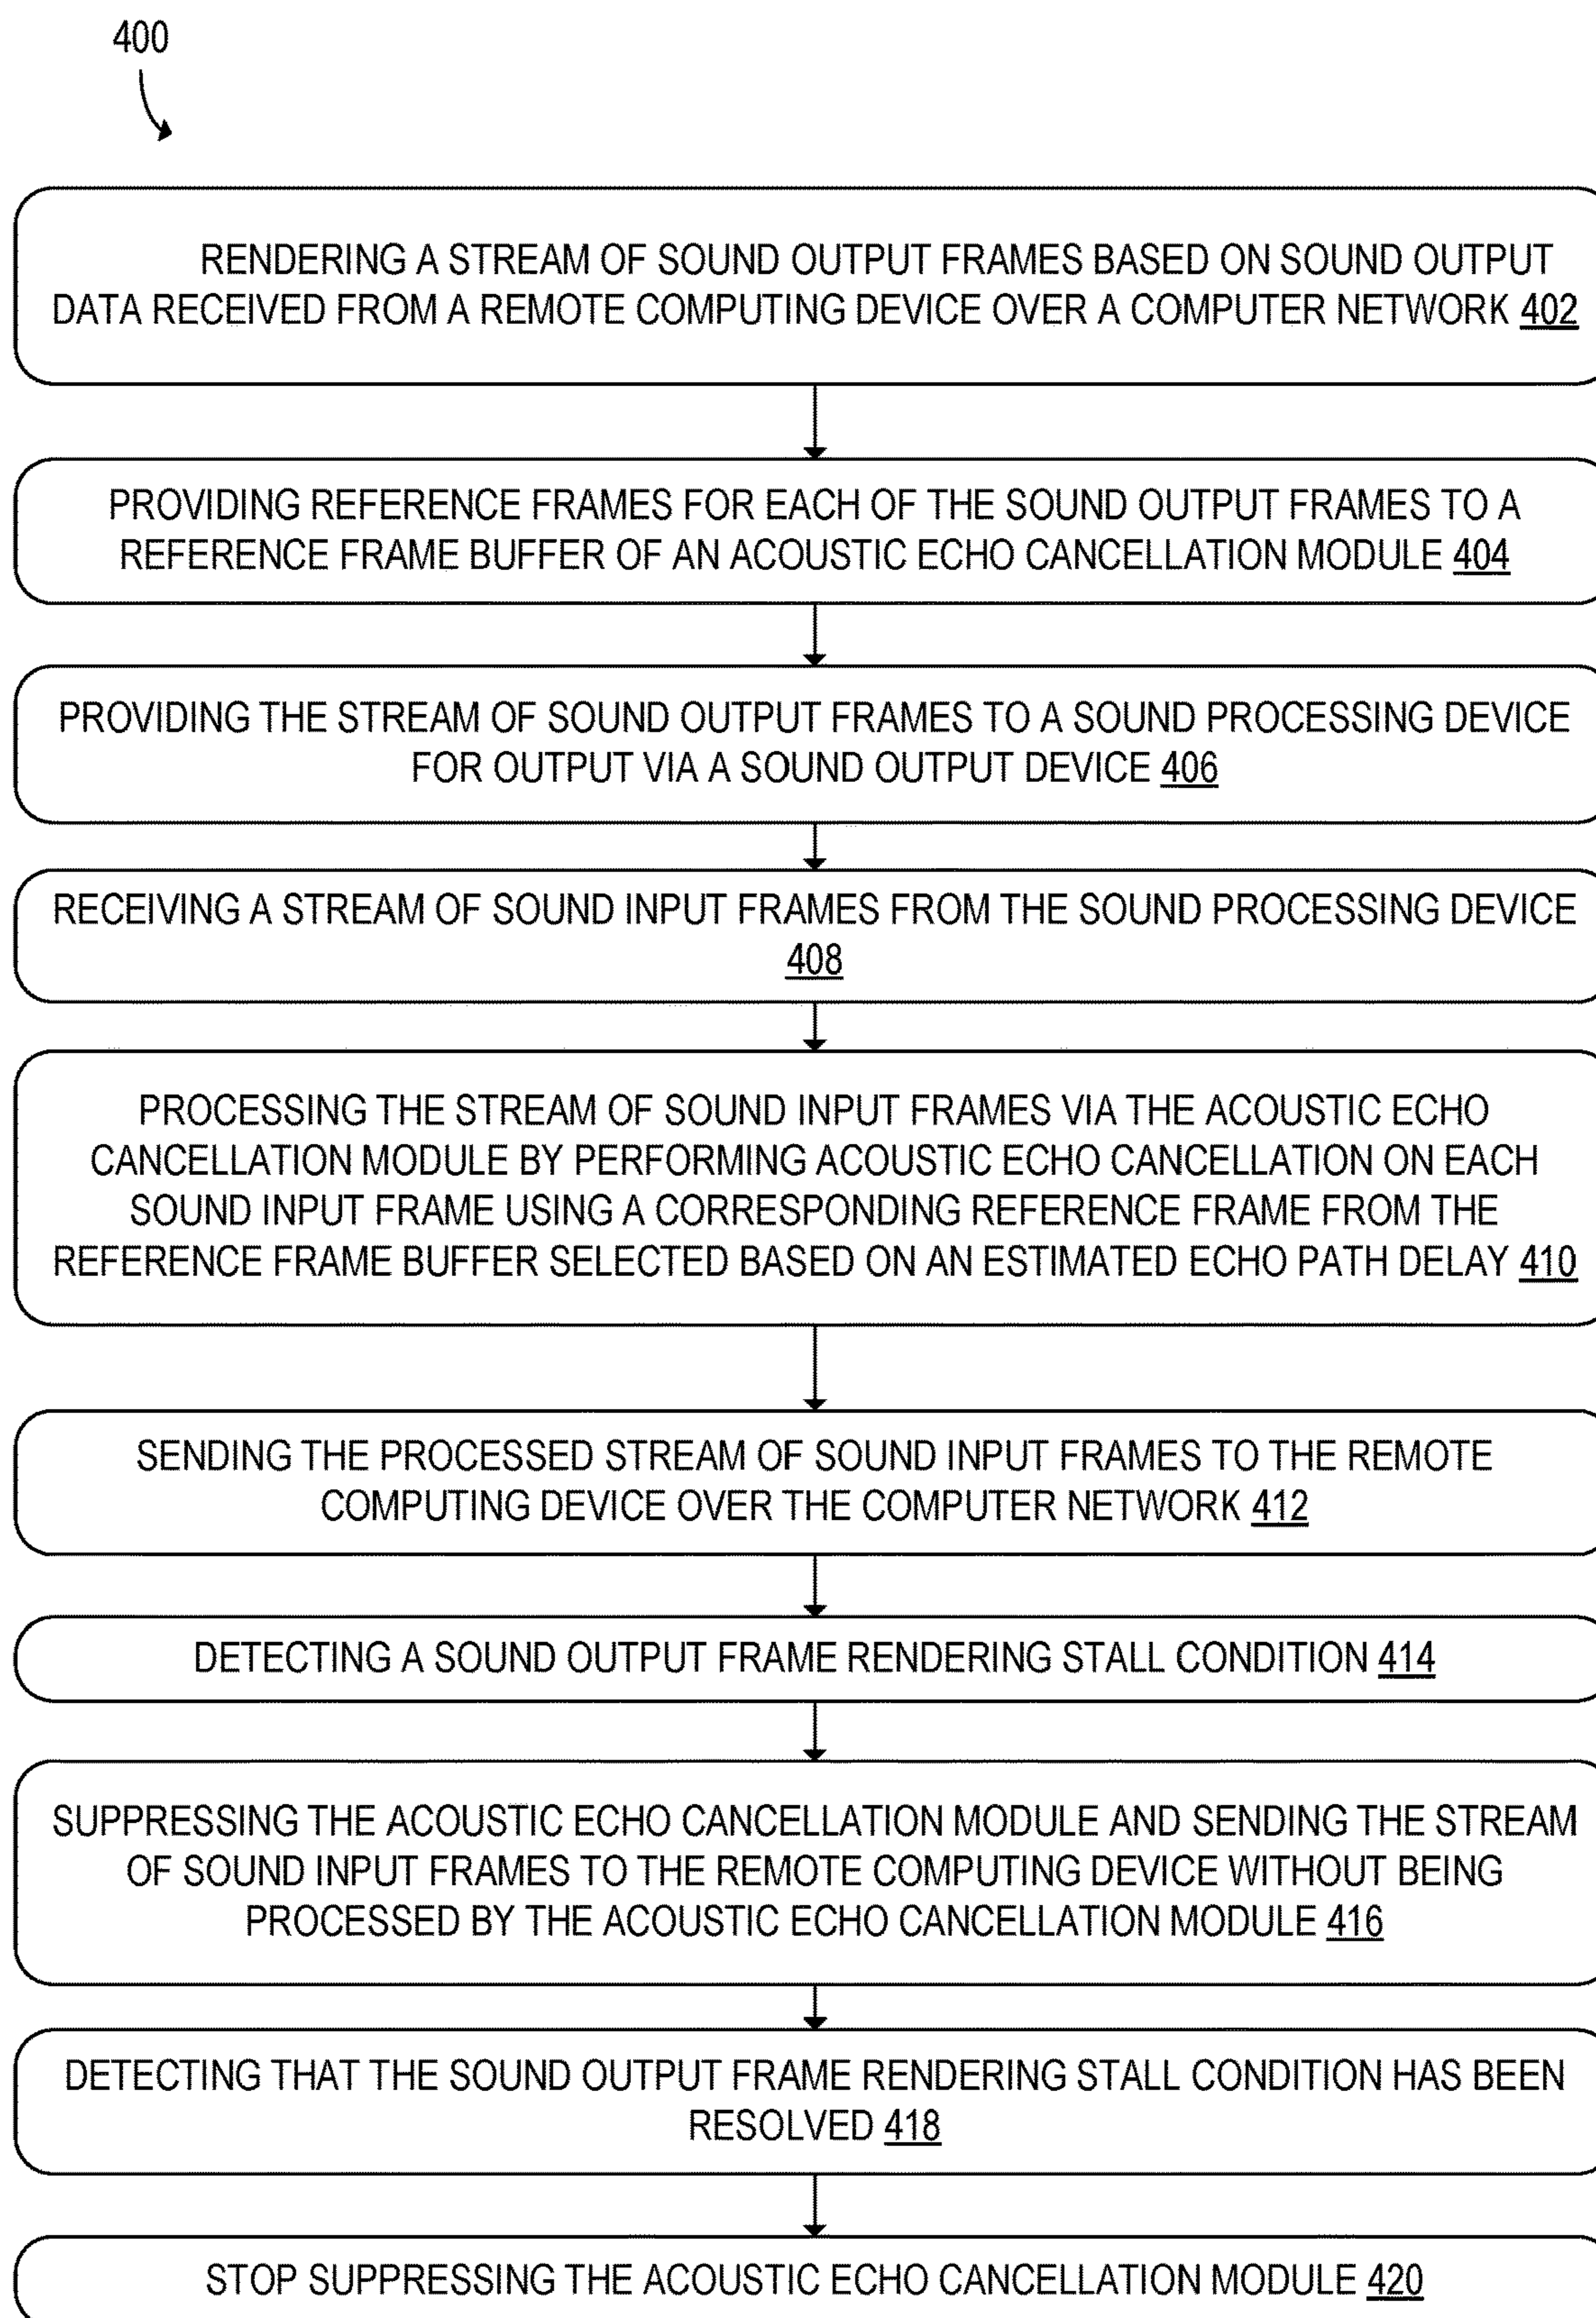 400
RENDERING A STREAM OF SOUND OUTPUT FRAMES BASED ON SOUND OUTPUT
DATA RECEIVED FROM A REMOTE COMPUTING DEVICE OVER A COMPUTER NETWORK 402
PROVIDING REFERENCE FRAMES FOR EACH OF THE SOUND OUTPUT FRAMES TO A
REFERENCE FRAME BUFFER OF AN ACOUSTIC ECHO CANCELLATION MODULE 404
PROVIDING THE STREAM OF SOUND OUTPUT FRAMES TO A SOUND PROCESSING DEVICE
FOR OUTPUT VIA A SOUND OUTPUT DEVICE 406
RECEIVING A STREAM OF SOUND INPUT FRAMES FROM THE SOUND PROCESSING DEVICE
408
PROCESSING THE STREAM OF SOUND INPUT FRAMES VIA THE ACOUSTIC ECHO
CANCELLATION MODULE BY PERFORMING ACOUSTIC ECHO CANCELLATION ON EACH
SOUND INPUT FRAME USING A CORRESPONDING REFERENCE FRAME FROM THE
REFERENCE FRAME BUFFER SELECTED BASED ON AN ESTIMATED ECHO PATH DELAY 410
SENDING THE PROCESSED STREAM OF SOUND INPUT FRAMES TO THE REMOTE
COMPUTING DEVICE OVER THE COMPUTER NETWORK 412
DETECTING A SOUND OUTPUT FRAME RENDERING STALL CONDITION 414
SUPPRESSING THE ACOUSTIC ECHO CANCELLATION MODULE AND SENDING THE STREAM
OF SOUND INPUT FRAMES TO THE REMOTE COMPUTING DEVICE WITHOUT BEING
PROCESSED BY THE ACOUSTIC ECHO CANCELLATION MODULE 416
DETECTING THAT THE SOUND OUTPUT FRAME RENDERING STALL CONDITION HAS BEEN
RESOLVED 418
STOP SUPPRESSING THE ACOUSTIC ECHO CANCELLATION MODULE 420